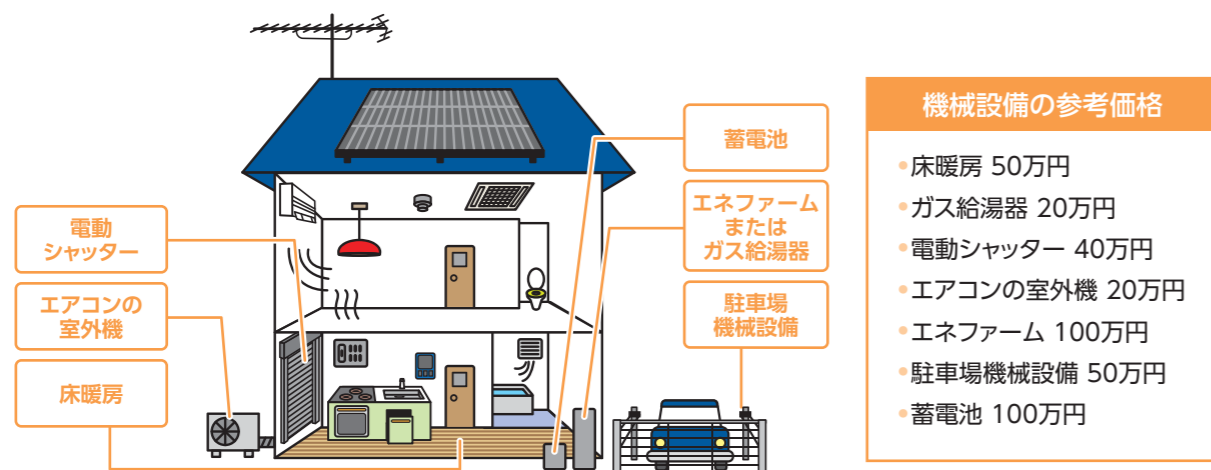 電動
シャッター
エアコンの
室外機
床暖房
蓄電池
エネファーム
または
ガス給湯器
駐車場
機械設備
機械設備の参考価格
•床暖房 50万円
•ガス給湯器 20万円
•電動シャッター 40万円
•エアコンの室外機 20万円
•エネファーム 100万円
•駐車場機械設備 50万円
•蓄電池 100万円